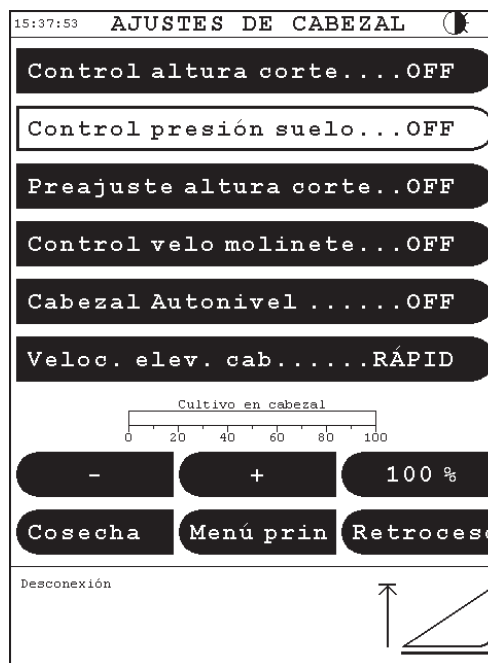 15:37:53 AJUSTES DE CABEZAL
Control altura corte....OFF
Control presión suelo...OFF
Preajuste altura corte..OFF
Control velo molinete...OFF
Cabezal Autonivel ......OFF
Veloc. elev. cab......RÁPID
Cultivo en cabezal
0 20 40 60 80 100
- + 100 %
Cosecha Menú prin Retroceso
Desconexión